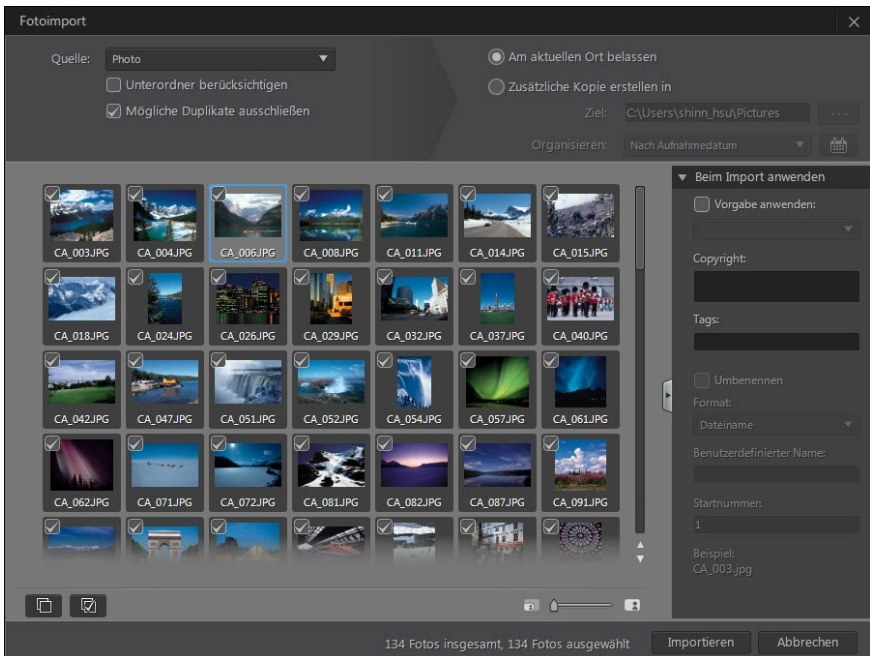 Fotoimport
Quelle:
Photo
Unterordner berücksichtigen
Mögliche Duplikate ausschließen
Am aktuellen Ort belassen
Zusätzliche Kopie erstellen in
Ziel:
C:\Users\shinn_hsu\Pictures
...
Organisieren:
Nach Aufnahmedatum
CA_003.JPG
CA_004.JPG
CA_006.JPG
CA_008.JPG
CA_011.JPG
CA_014.JPG
CA_015.JPG
CA_018.JPG
CA_024.JPG
CA_026.JPG
CA_029.JPG
CA_032.JPG
CA_037.JPG
CA_040.JPG
CA_042.JPG
CA_047.JPG
CA_051.JPG
CA_052.JPG
CA_054.JPG
CA_057.JPG
CA_061.JPG
CA_062.JPG
CA_071.JPG
CA_072.JPG
CA_081.JPG
CA_082.JPG
CA_087.JPG
CA_091.JPG
Beim Import anwenden
Vorgabe anwenden:
Copyright:
Tags:
Umbenennen
Format:
Dateiname
Benutzerdefinierter Name:
Startnummer:
1
Beispiel:
CA_003.jpg
134 Fotos insgesamt, 134 Fotos ausgewählt
Importieren
Abbrechen